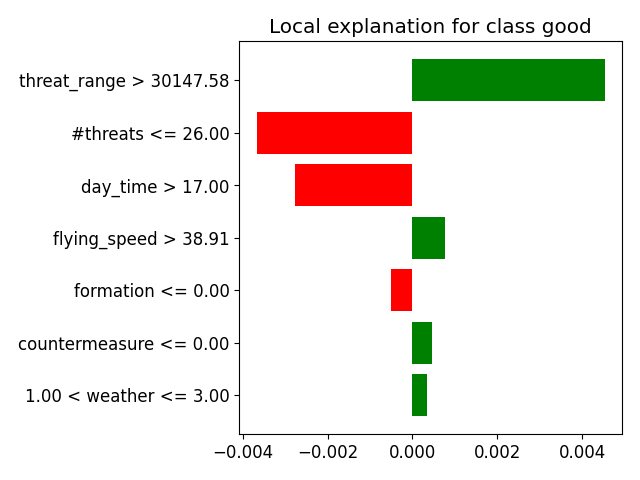 Local explanation for class good
threat_range > 30147.58
#threats <= 26.00
day_time > 17.00
flying_speed > 38.91
formation <= 0.00
countermeasure <= 0.00
1.00 < weather <= 3.00
−0.004 −0.002 0.000 0.002 0.004